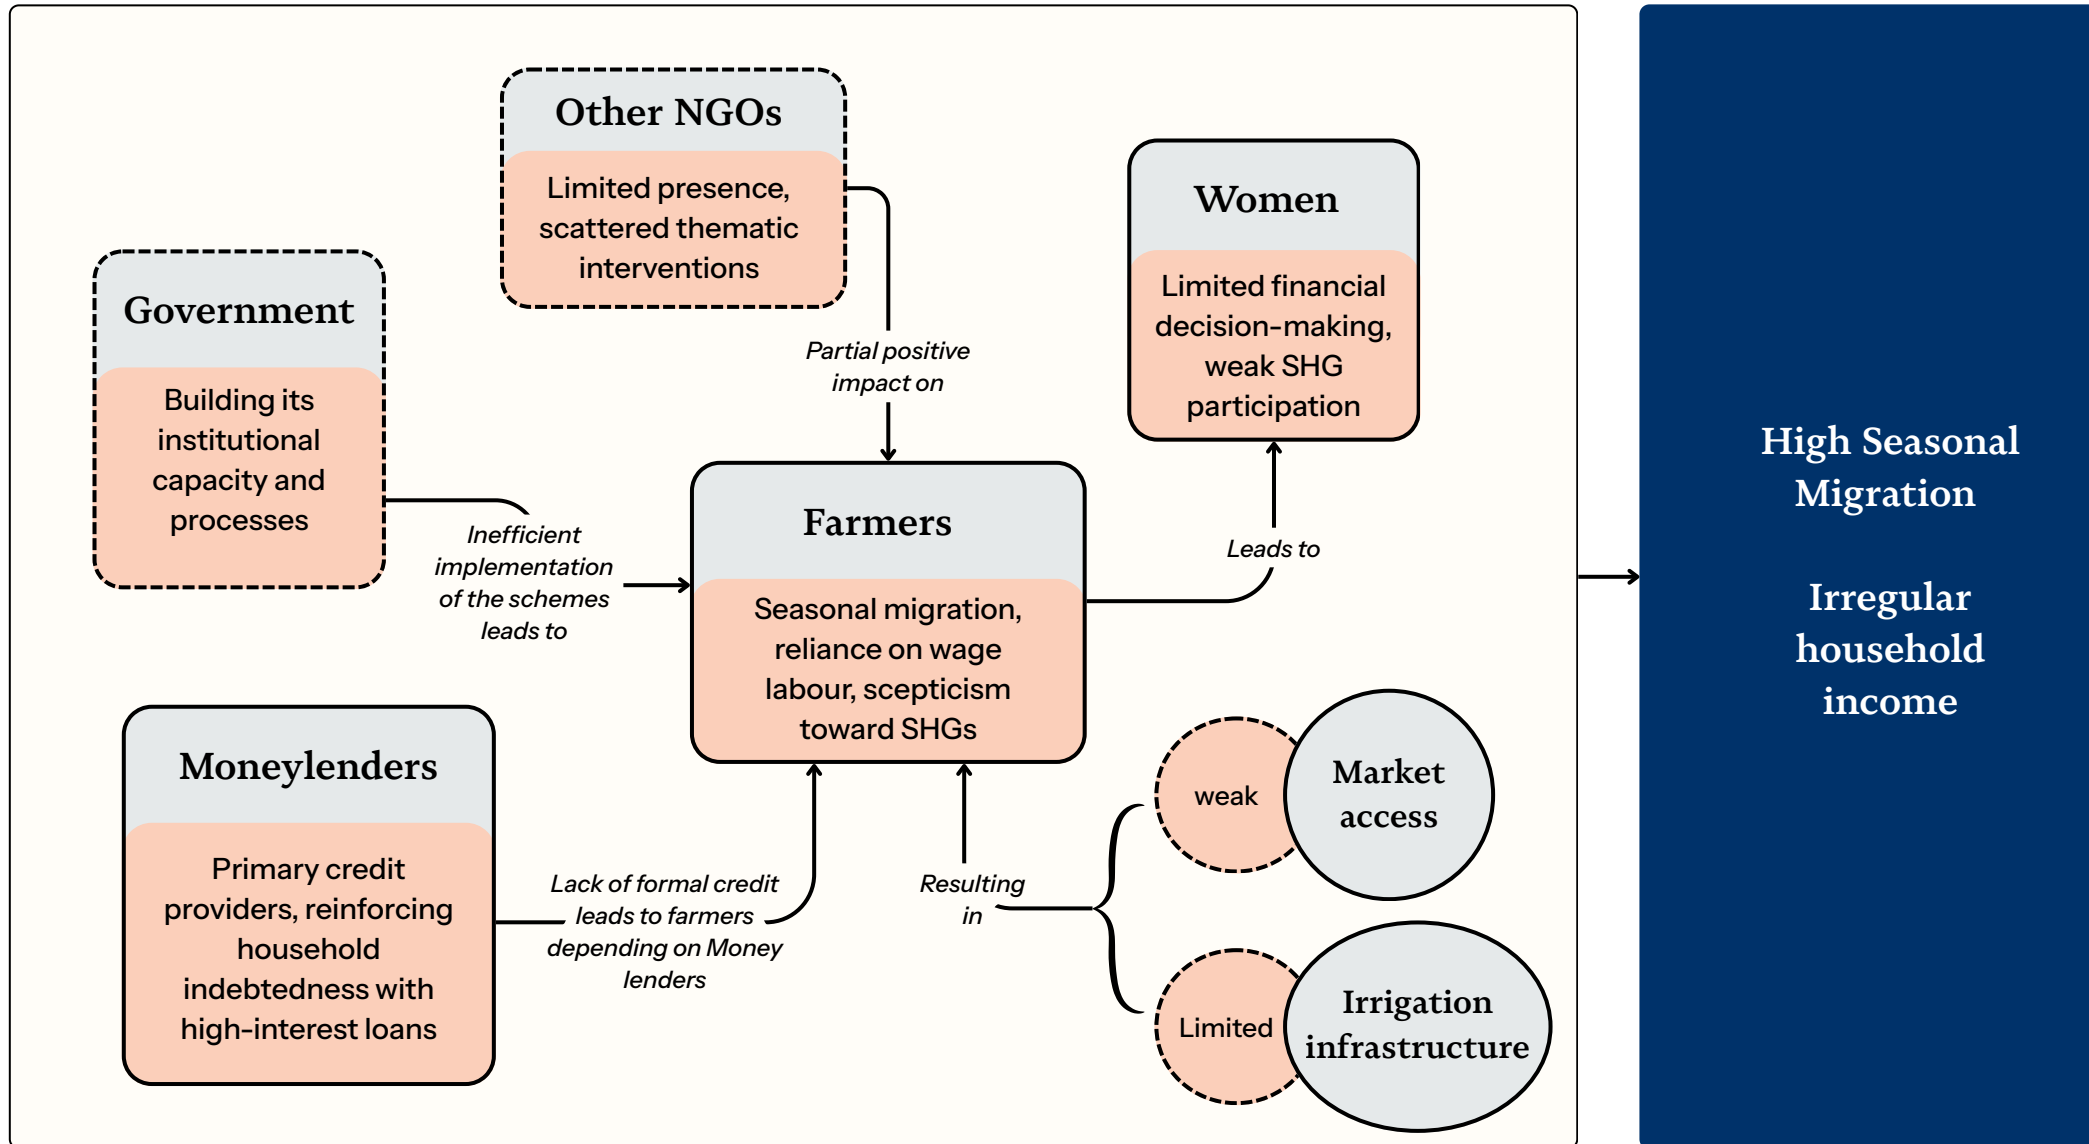 Other NGOs
Limited presence,
scattered thematic
interventions
Government
Building its
institutional
capacity and
processes
Women
Limited financial
decision-making,
weak SHG
participation
Partial positive
impact on
Inefficient
implementation
of the schemes
leads to
Farmers
Seasonal migration,
reliance on wage
labour, scepticism
toward SHGs
Leads to
Moneylenders
Primary credit
providers, reinforcing
household
indebtedness with
high-interest loans
Lack of formal credit
leads to farmers
depending on Money
lenders
Resulting
in
weak
Market
access
Limited
Irrigation
infrastructure
High Seasonal
Migration
Irregular
household
income